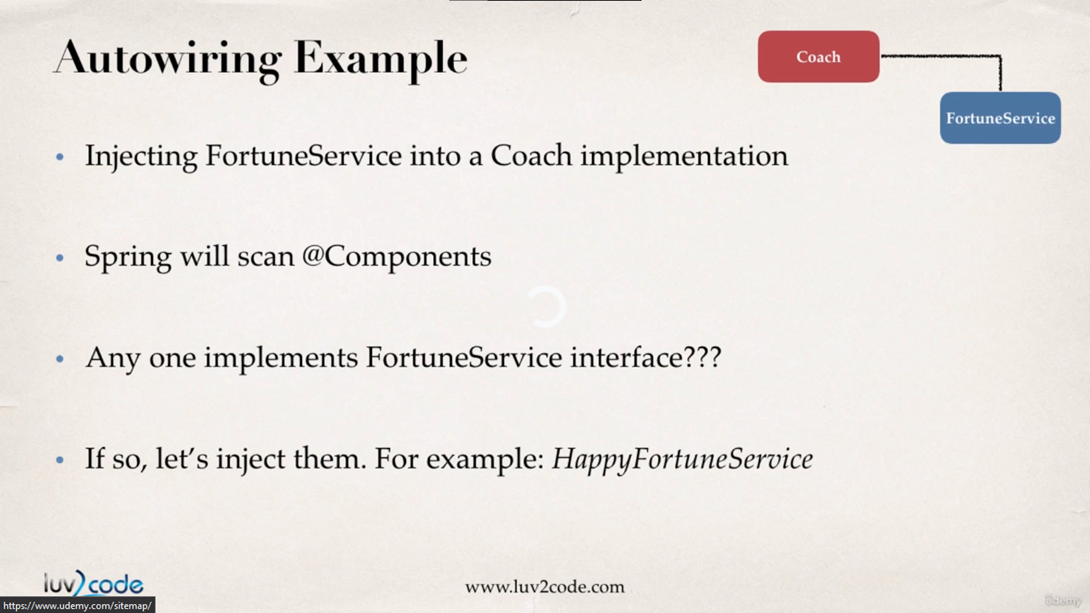 Autowiring Example
Coach
FortuneService
• Injecting FortuneService into a Coach implementation
• Spring will scan @Components
• Any one implements FortuneService interface???
• If so, let’s inject them. For example: HappyFortuneService
luv2code
www.luv2code.com
https://www.udemy.com/sitemap/
ûdemy